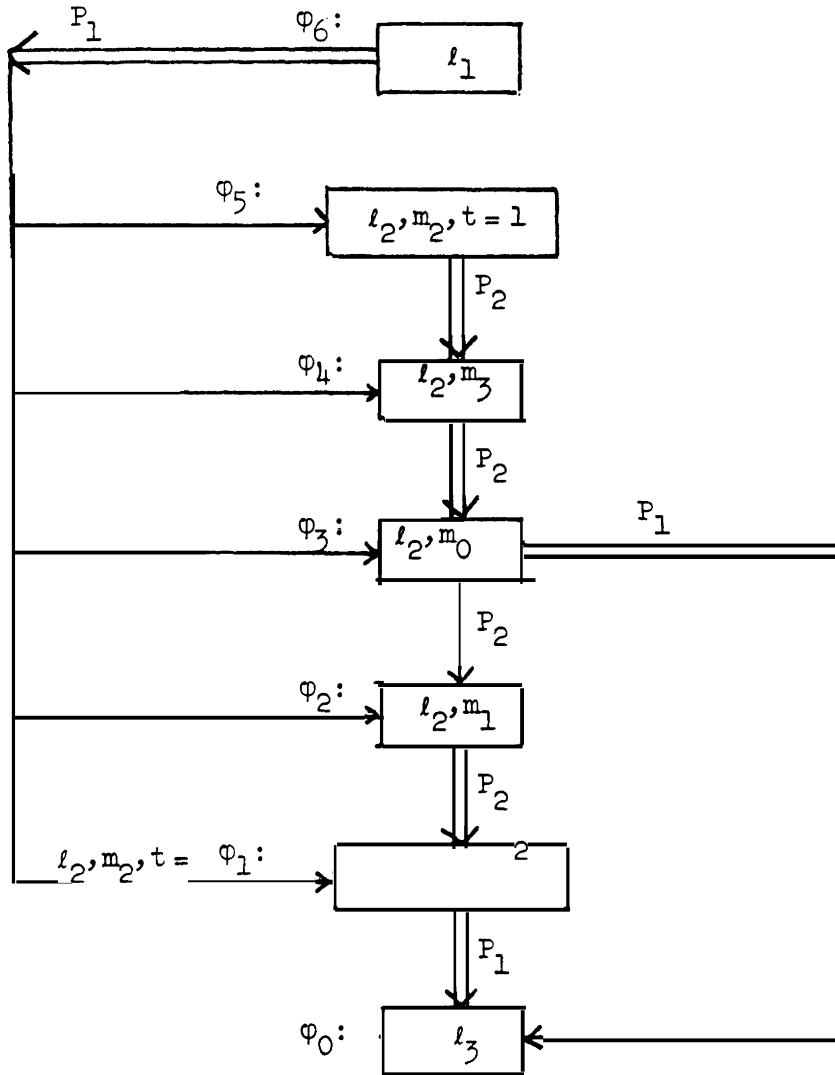 P₁ φ₆:
ℓ₁
φ₅:
ℓ₂,m₂,t = 1
P₂
φ₄:
ℓ₂,m₃
P₂
φ₃:
ℓ₂,m₀
P₁
P₂
φ₂:
ℓ₂,m₁
P₂
2
ℓ₂,m₂,t = φ₁:
P₁
φ₀:
ℓ₃